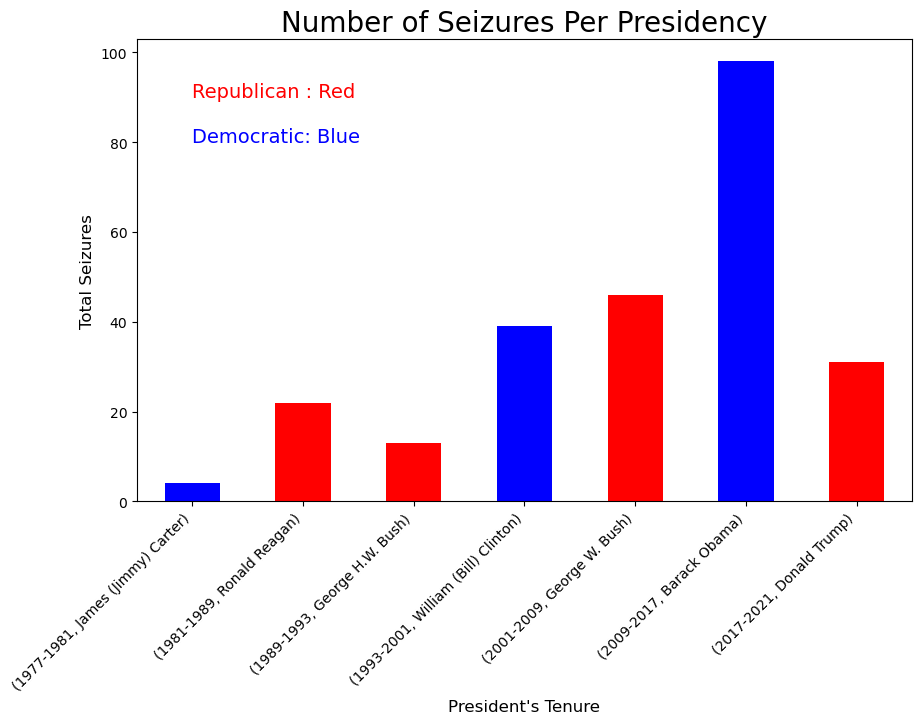 Number of Seizures Per Presidency
100
80
60
40
20
0
Total Seizures
Republican : Red
Democratic: Blue
(1977-1981, James (Jimmy) Carter)
(1981-1989, Ronald Reagan)
(1989-1993, George H.W. Bush)
(1993-2001, William (Bill) Clinton)
(2001-2009, George W. Bush)
(2009-2017, Barack Obama)
(2017-2021, Donald Trump)
President's Tenure